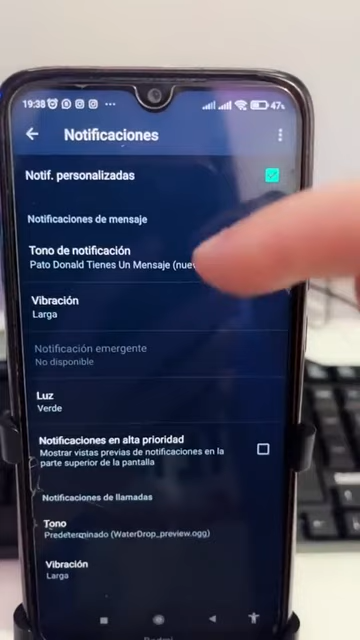 19:38
47%
Notificaciones
Notif. personalizadas
Notificaciones de mensaje
Tono de notificación
Pato Donald Tienes Un Mensaje (nue
Vibración
Larga
Notificación emergente
No disponible
Luz
Verde
Notificaciones en alta prioridad
Mostrar vistas previas de notificaciones en la
parte superior de la pantalla
Notificaciones de llamadas
Tono
Predeterminado (WaterDrop_preview.ogg)
Vibración
Larga
Redmi